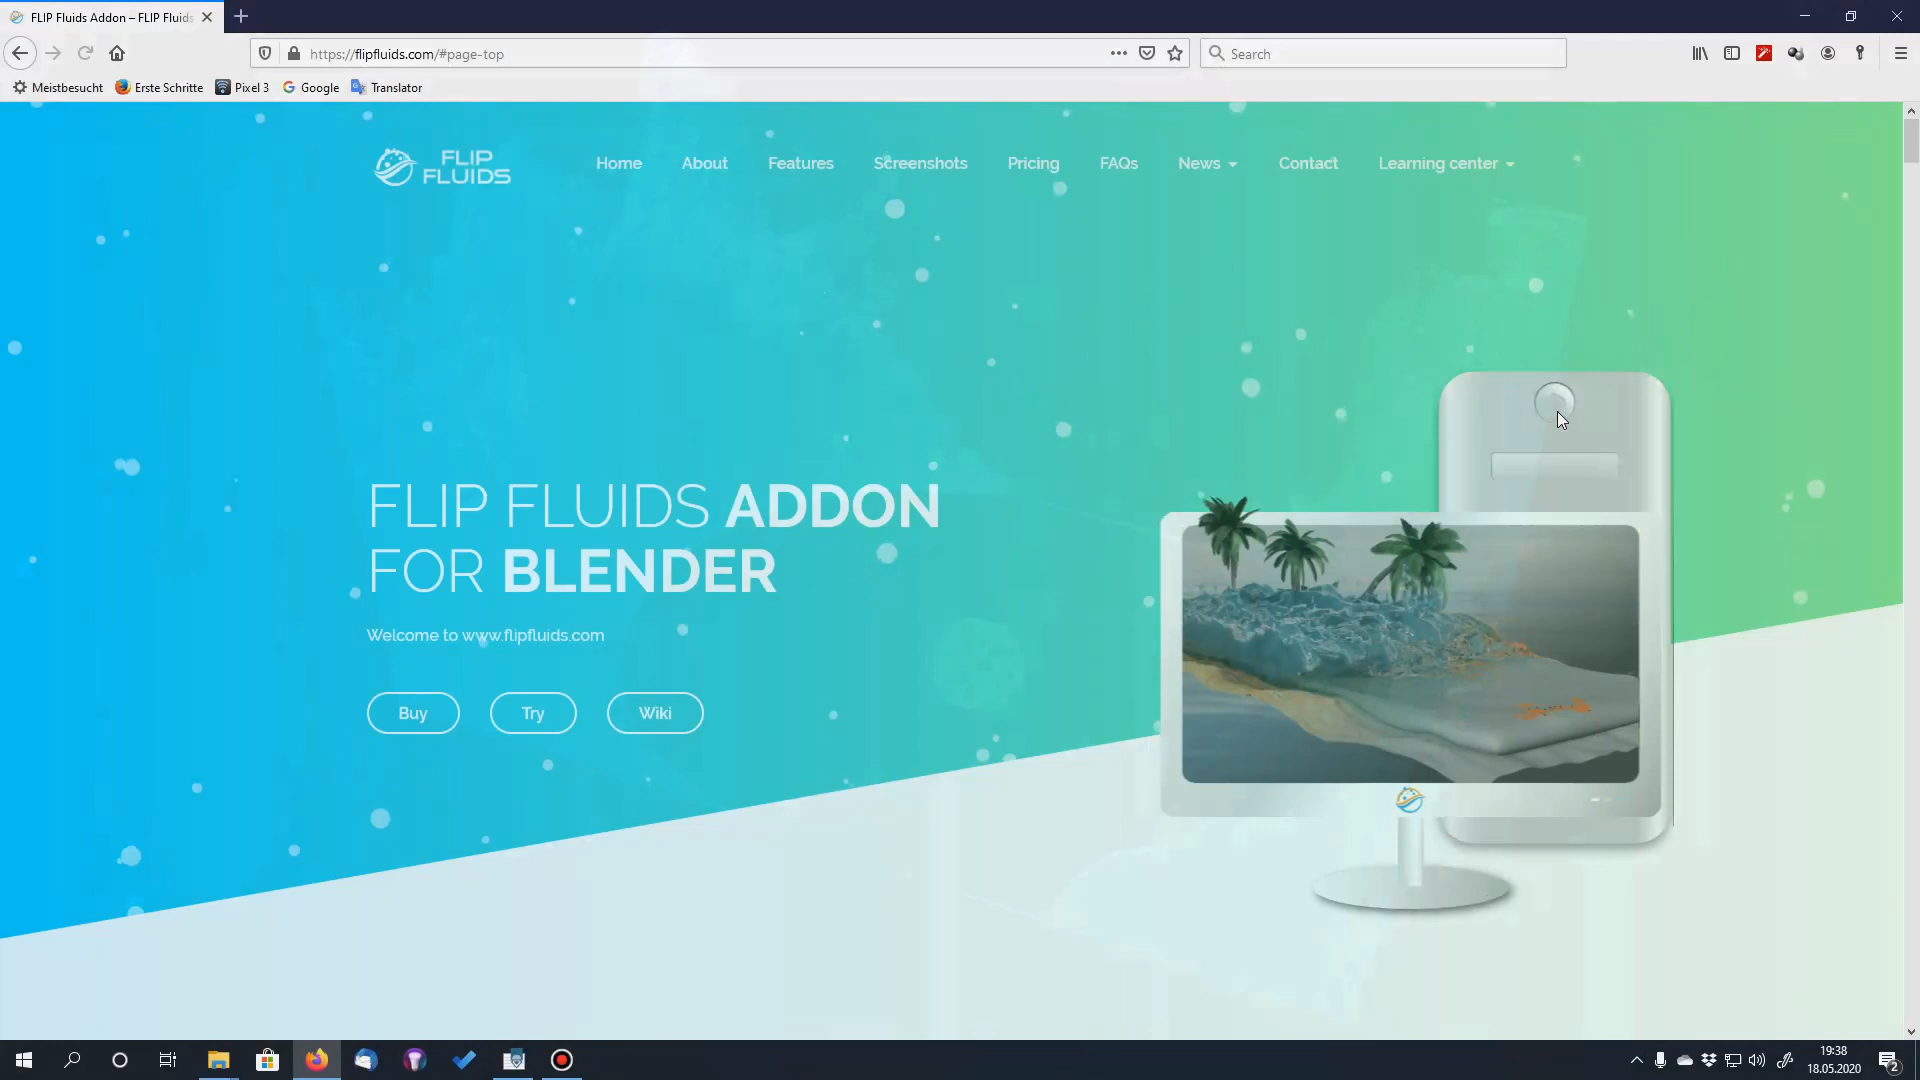 FLIP Fluids Addon – FLIP Fluids
https://flipfluids.com/#page-top
Search
Meistbesucht
Erste Schritte
Pixel 3
Google
Translator
FLIP
FLUIDS
Home
About
Features
Screenshots
Pricing
FAQs
News
Contact
Learning center
FLIP FLUIDS ADDON
FOR BLENDER
Welcome to www.flipfluids.com
Buy
Try
Wiki
19:38
18.05.2020
2